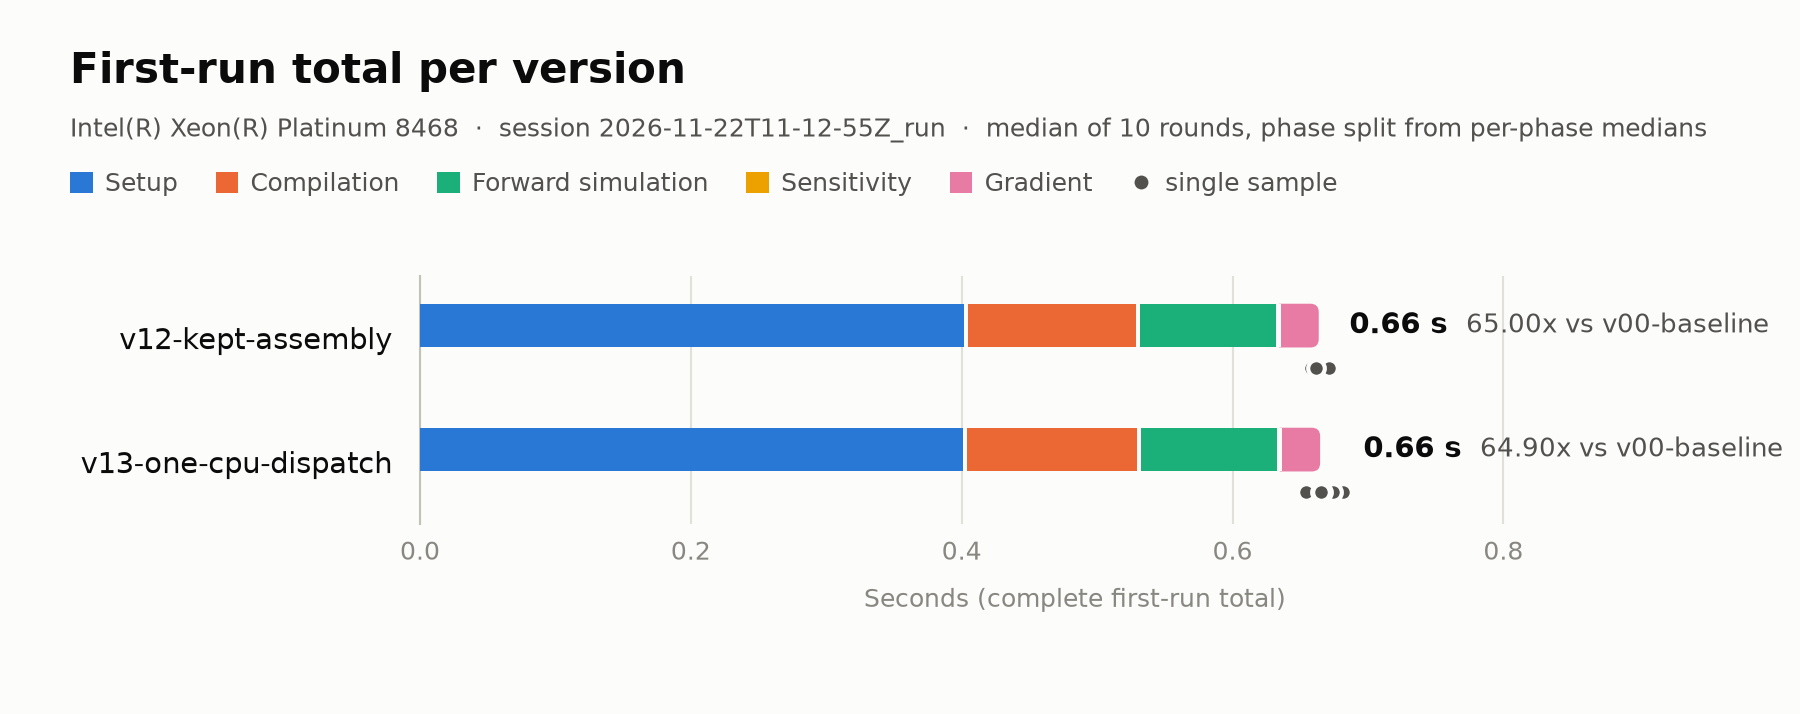 First-run total per version
Intel(R) Xeon(R) Platinum 8468 · session 2026-11-22T11-12-55Z_run · median of 10 rounds, phase split from per-phase medians
Setup Compilation Forward simulation Sensitivity Gradient single sample
v12-kept-assembly 0.66 s 65.00x vs v00-baseline
v13-one-cpu-dispatch 0.66 s 64.90x vs v00-baseline
0.0 0.2 0.4 0.6 0.8
Seconds (complete first-run total)